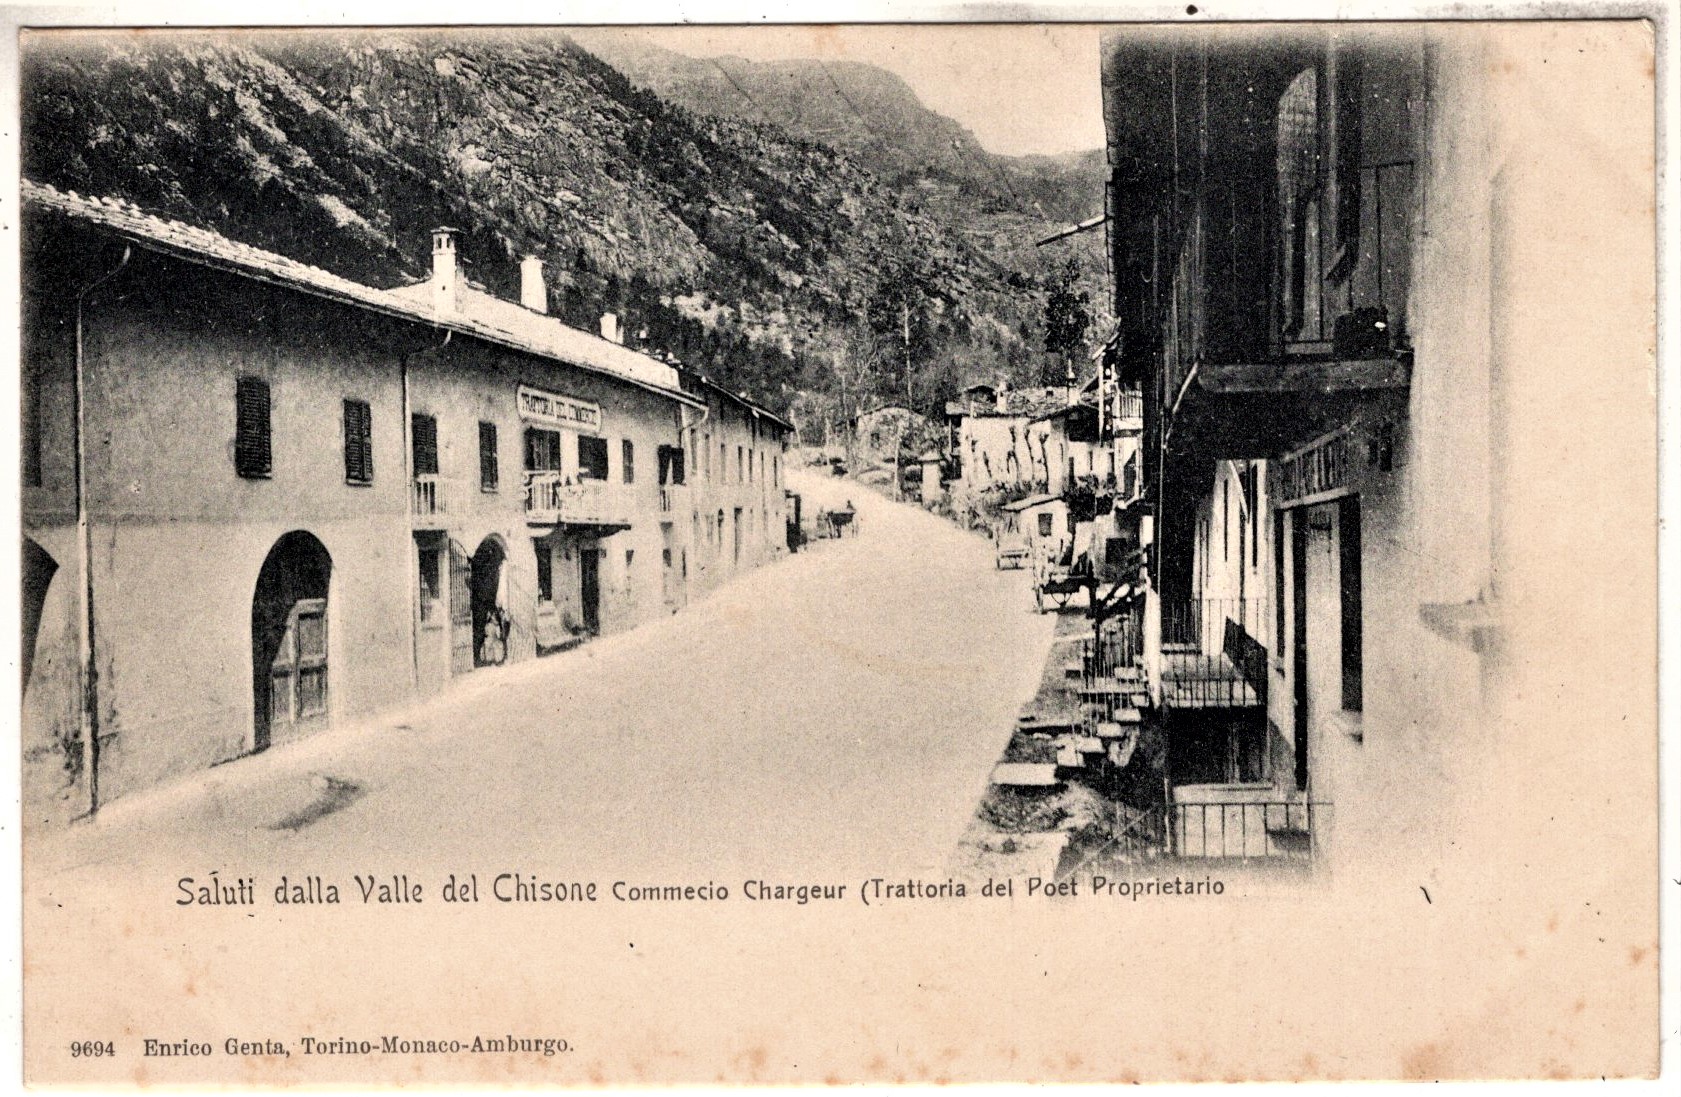 TRATTORIA DEL COMMERCIO
Saluti dalla Valle del Chisone Commecio Chargeur (Trattoria del Poet Proprietario
9694 Enrico Genta, Torino-Monaco-Amburgo.